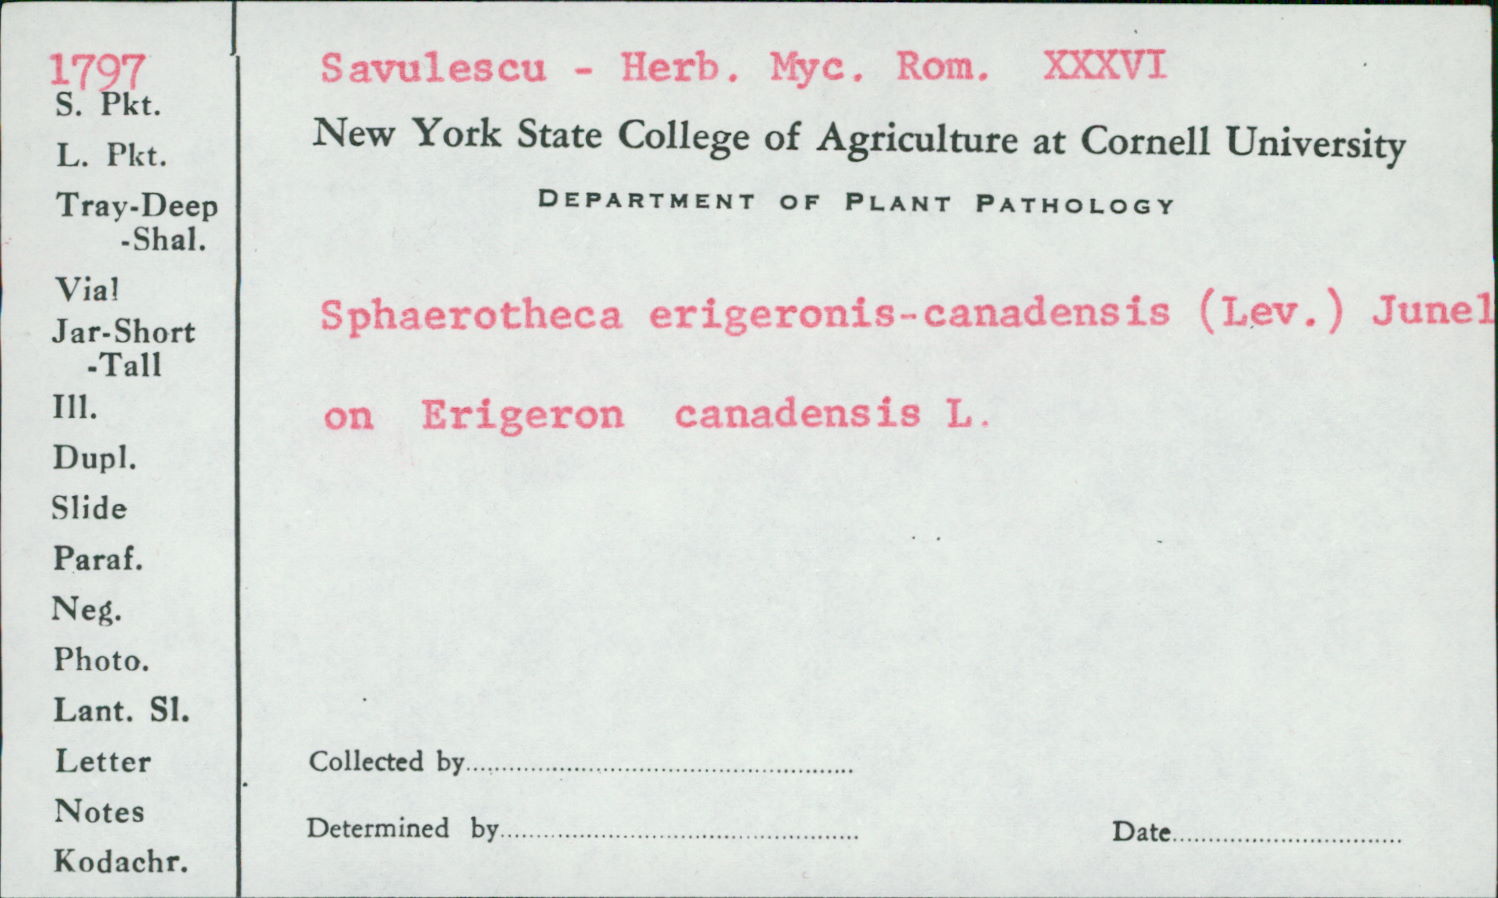 1797
S. Pkt.
L. Pkt.
Tray-Deep
-Shal.
Vial
Jar-Short
-Tall
Ill.
Dupl.
Slide
Paraf.
Neg.
Photo.
Lant. Sl.
Letter
Notes
Kodachr.
Savulescu - Herb. Myc. Rom. XXXVI
New York State College of Agriculture at Cornell University
DEPARTMENT OF PLANT PATHOLOGY
Sphaerotheca erigeronis-canadensis (Lev.) Junel
on Erigeron canadensis L.
Collected by
Determined by
Date